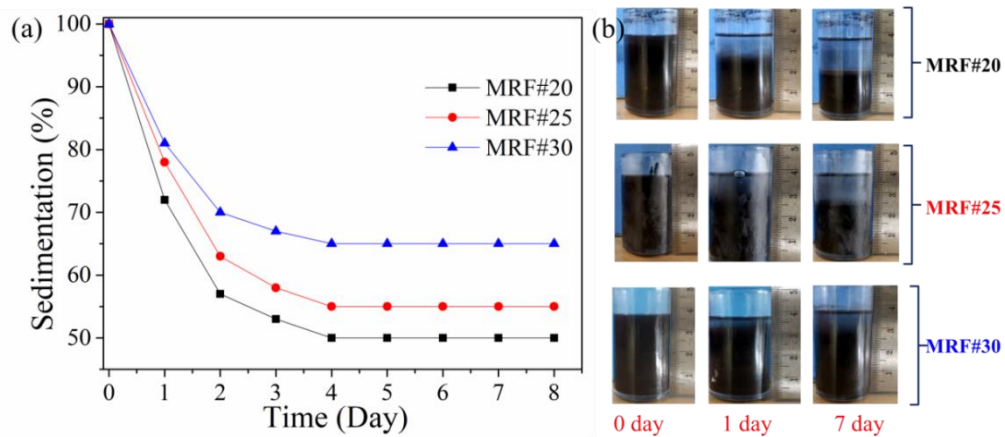 (a)
100
90
80
70
60
50
Sedimentation (%)
MRF#20
MRF#25
MRF#30
0 1 2 3 4 5 6 7 8
Time (Day)
(b)
MRF#20
MRF#25
MRF#30
0 day
1 day
7 day